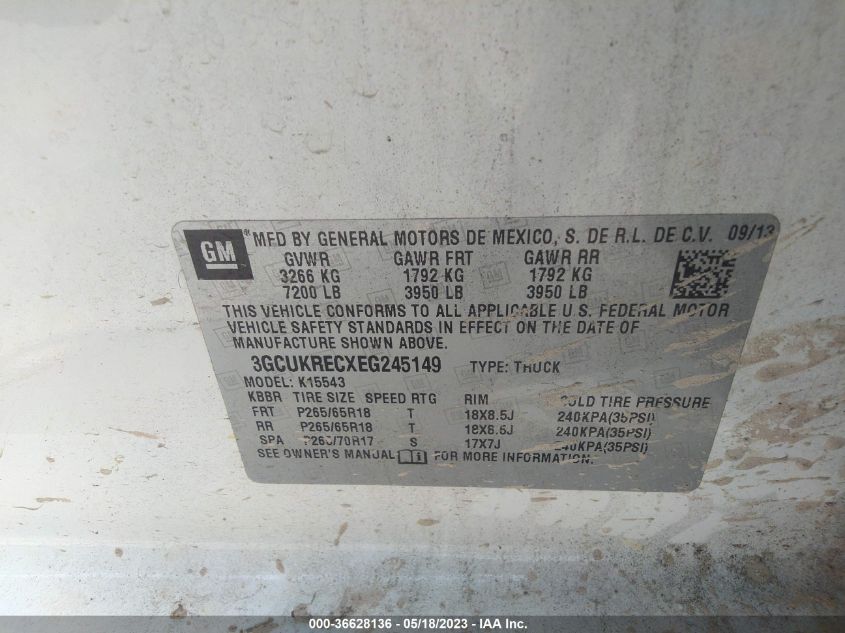 GM ® MFD BY GENERAL MOTORS DE MEXICO, S. DE R.L. DE C.V. 09/13
GVWR GAWR FRT GAWR RR
3266 KG 1792 KG 1792 KG
7200 LB 3950 LB 3950 LB
THIS VEHICLE CONFORMS TO ALL APPLICABLE U.S. FEDERAL MOTOR
VEHICLE SAFETY STANDARDS IN EFFECT ON THE DATE OF
MANUFACTURE SHOWN ABOVE.
3GCUKRECXEG245149 TYPE: TRUCK
MODEL: K15543
KBBR TIRE SIZE SPEED RTG RIM COLD TIRE PRESSURE
FRT P265/65R18 T 18X8.5J 240KPA(35PSI)
RR P265/65R18 T 18X8.5J 240KPA(35PSI)
SPA R17 S 17X7J 240KPA(35PSI)
SEE OWNER'S MANUAL FOR MORE INFORMATION.
000-36628136 - 05/18/2023 - IAA Inc.